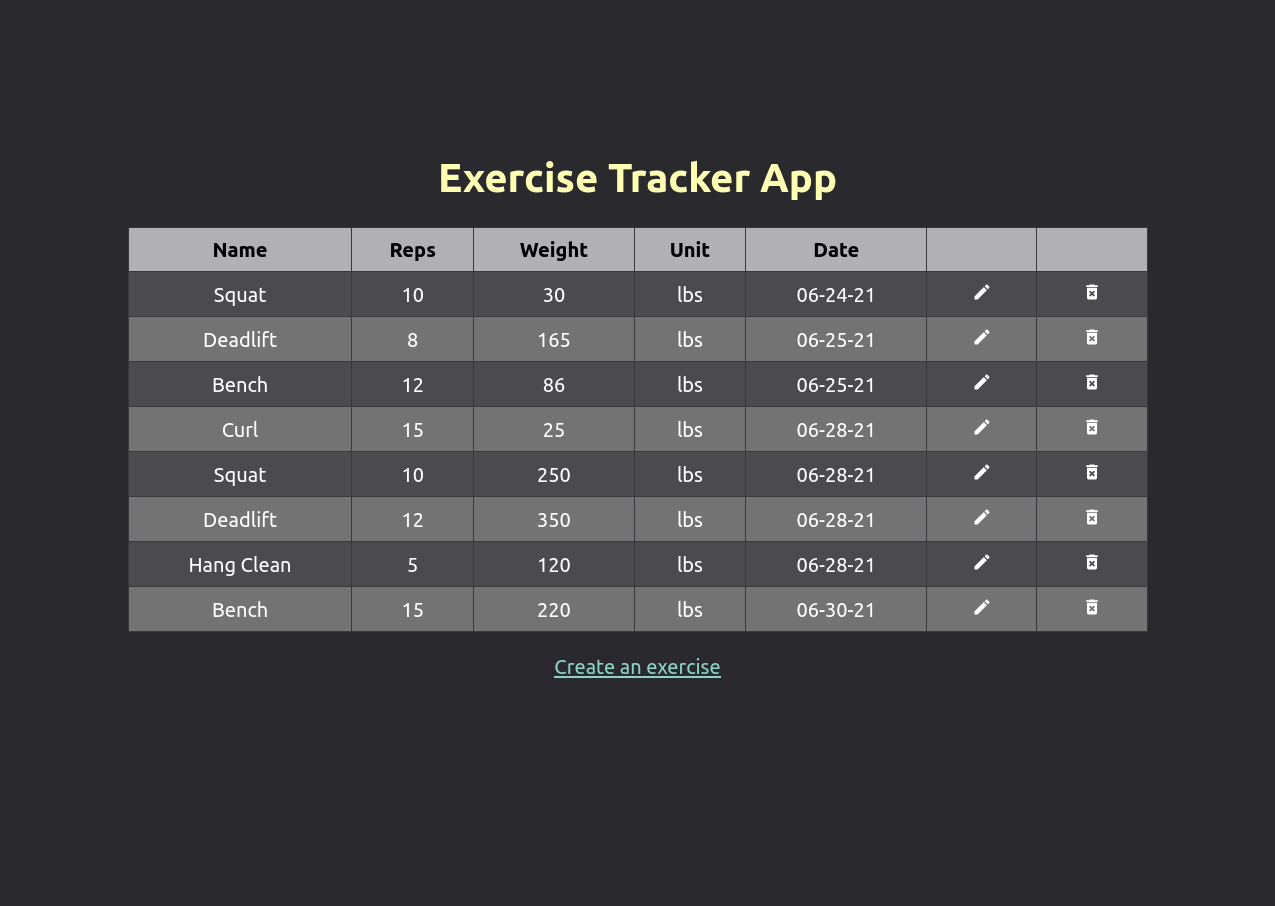 Exercise Tracker App
Name Reps Weight Unit Date
Squat 10 30 lbs 06-24-21
Deadlift 8 165 lbs 06-25-21
Bench 12 86 lbs 06-25-21
Curl 15 25 lbs 06-28-21
Squat 10 250 lbs 06-28-21
Deadlift 12 350 lbs 06-28-21
Hang Clean 5 120 lbs 06-28-21
Bench 15 220 lbs 06-30-21
Create an exercise